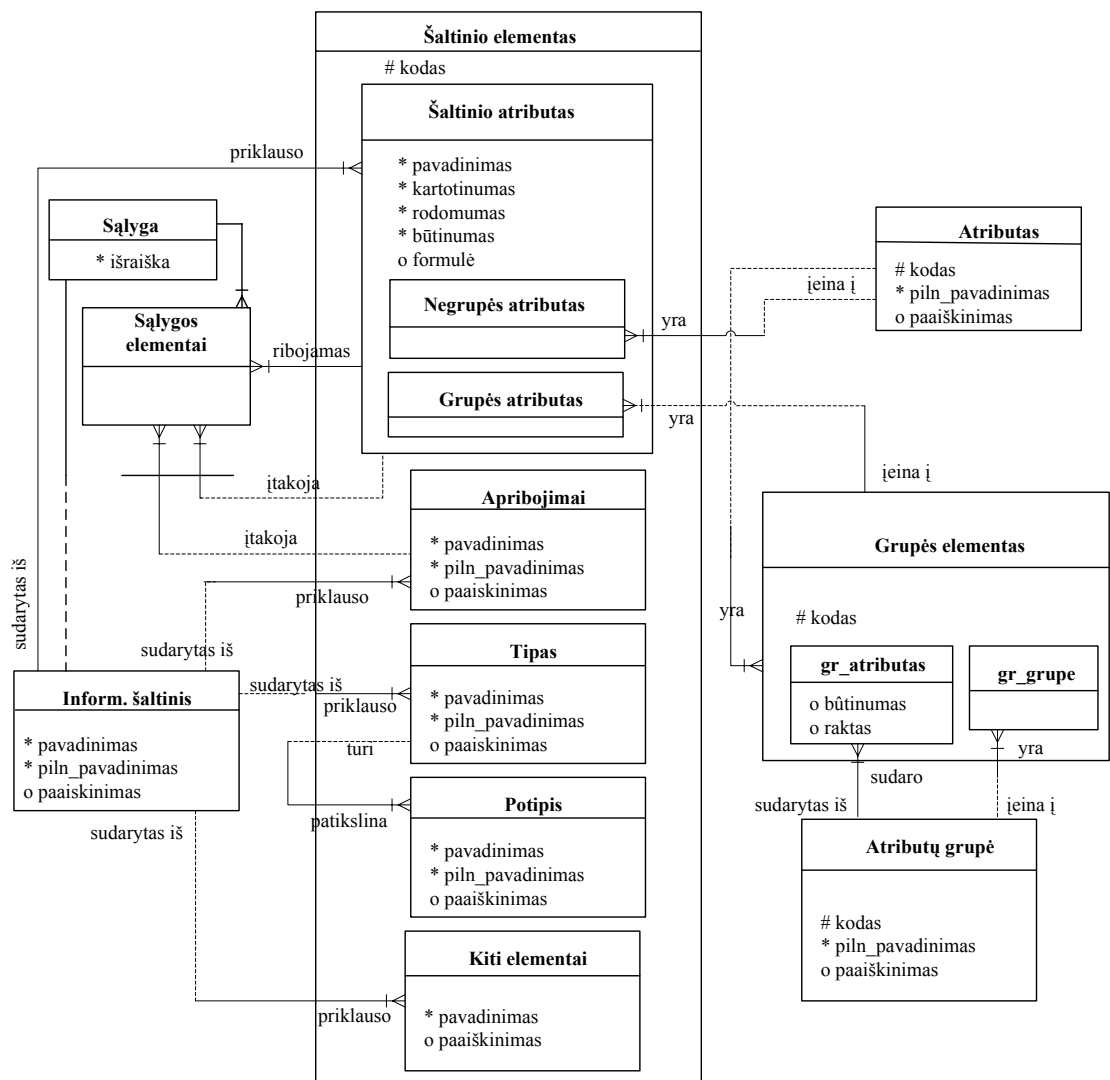 Šaltinio elementas
# kodas
Šaltinio atributas
* pavadinimas
* kartotinumas
* rodomumas
* būtinumas
o formulė
Negrupės atributas
Grupės atributas
priklauso
Sąlyga
* išraiška
Sąlygos
elementai
ribojamas
įtakoja
įtakoja
sudarytas iš
Atributas
# kodas
* piln_pavadinimas
o paaiškinimas
įeina į
yra
yra
įeina į
Apribojimai
* pavadinimas
* piln_pavadinimas
o paaiskinimas
priklauso
sudarytas iš
Tipas
* pavadinimas
* piln_pavadinimas
o paaiskinimas
sudarytas iš
priklauso
turi
Inform. šaltinis
* pavadinimas
* piln_pavadinimas
o paaiskinimas
Potipis
* pavadinimas
* piln_pavadinimas
o paaiškinimas
patikslina
sudarytas iš
Kiti elementai
* pavadinimas
o paaiškinimas
priklauso
Grupės elementas
# kodas
yra
gr_atributas
o bûtinumas
o raktas
gr_grupe
yra
sudaro
sudarytas iš
įeina į
Atributų grupė
# kodas
* piln_pavadinimas
o paaiškinimas